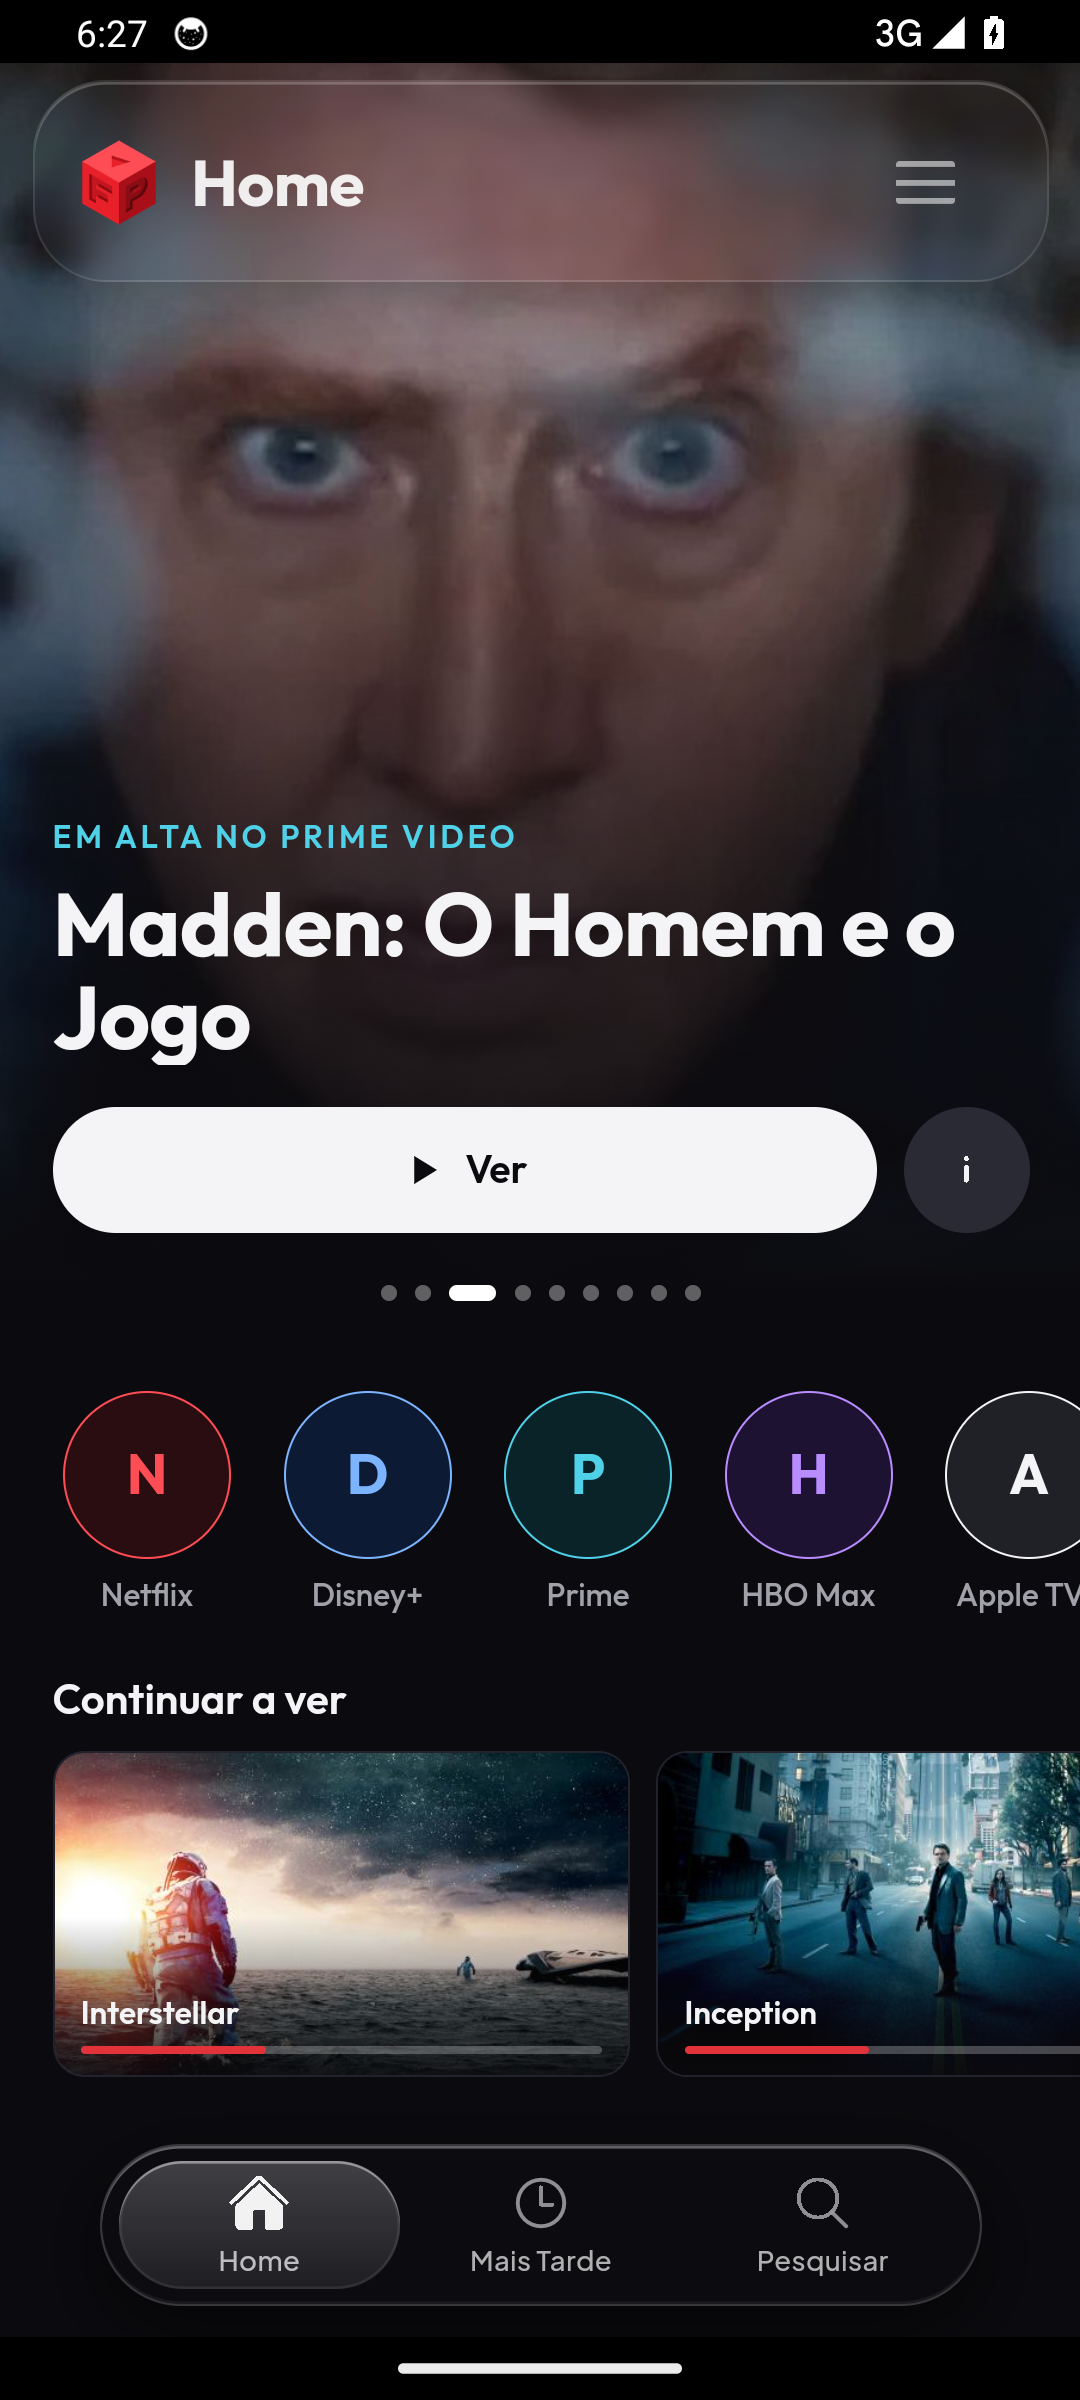 6:27
3G
F P
Home
EM ALTA NO PRIME VIDEO
Madden: O Homem e o
Jogo
Ver
i
N
D
P
H
A
Netflix
Disney+
Prime
HBO Max
Apple TV
Continuar a ver
Interstellar
Inception
Home
Mais Tarde
Pesquisar